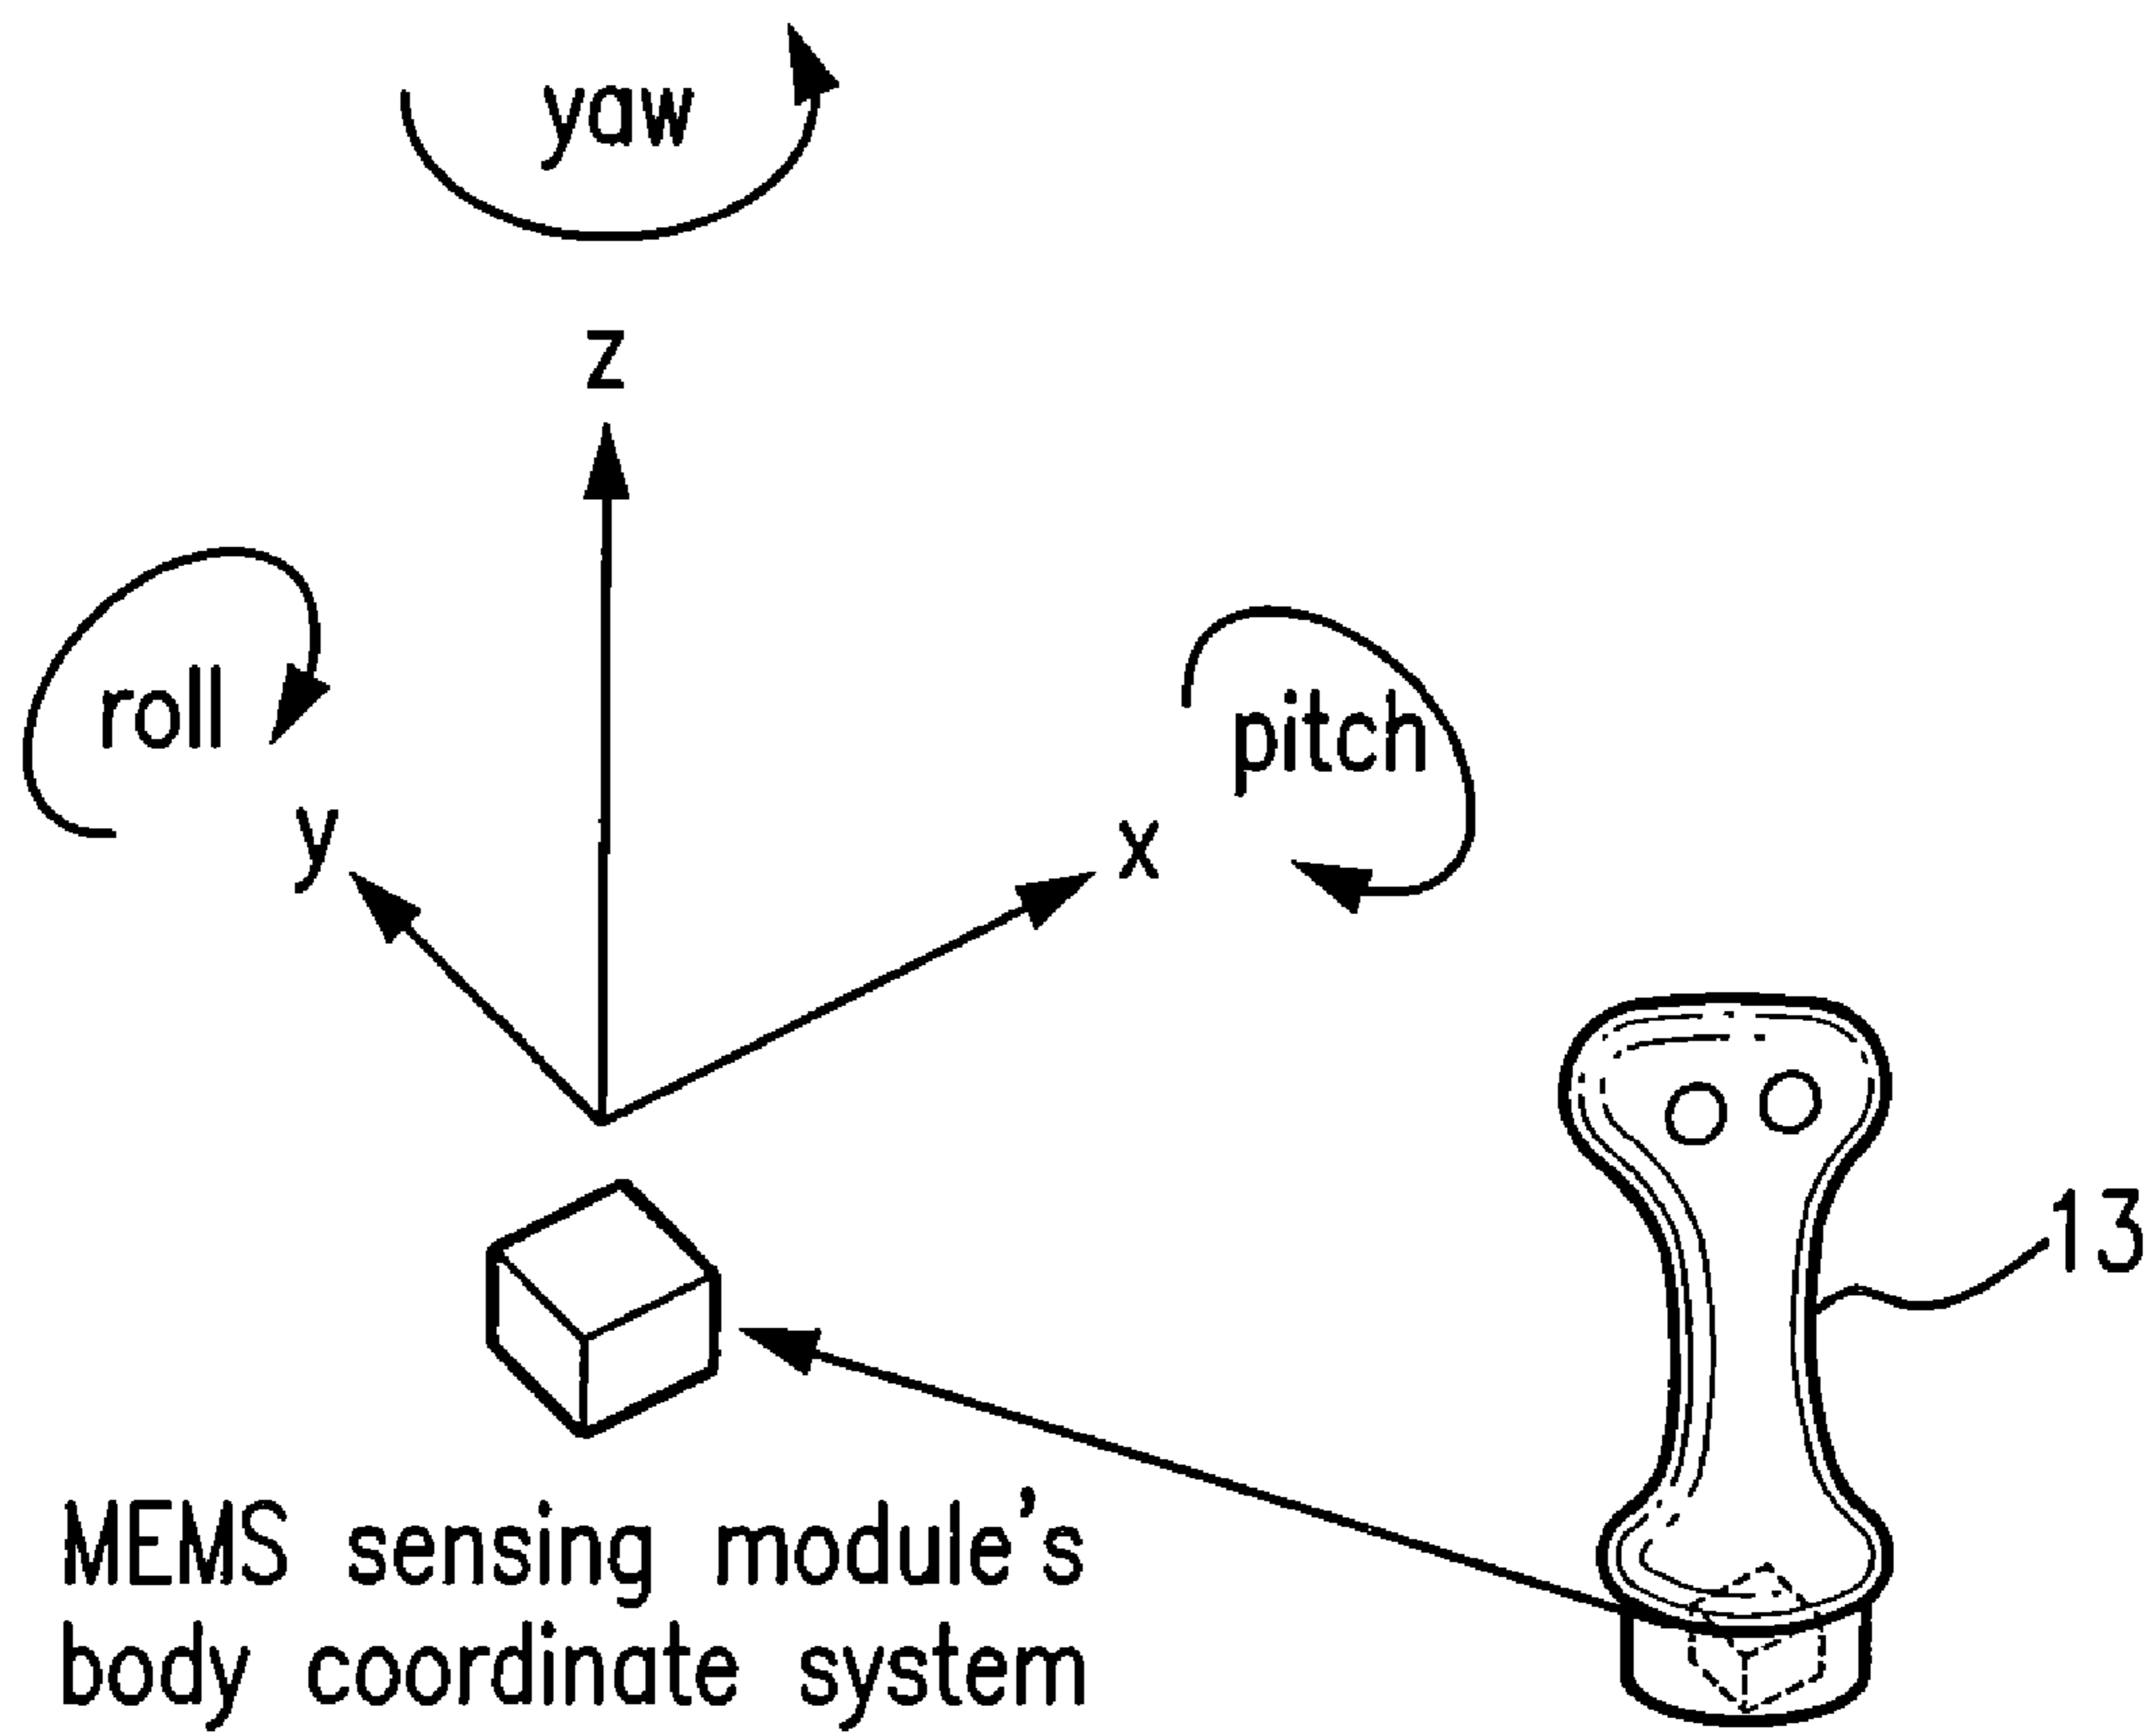 yaw
z
roll
pitch
y
x
13
MEMS sensing module's
body coordinate system